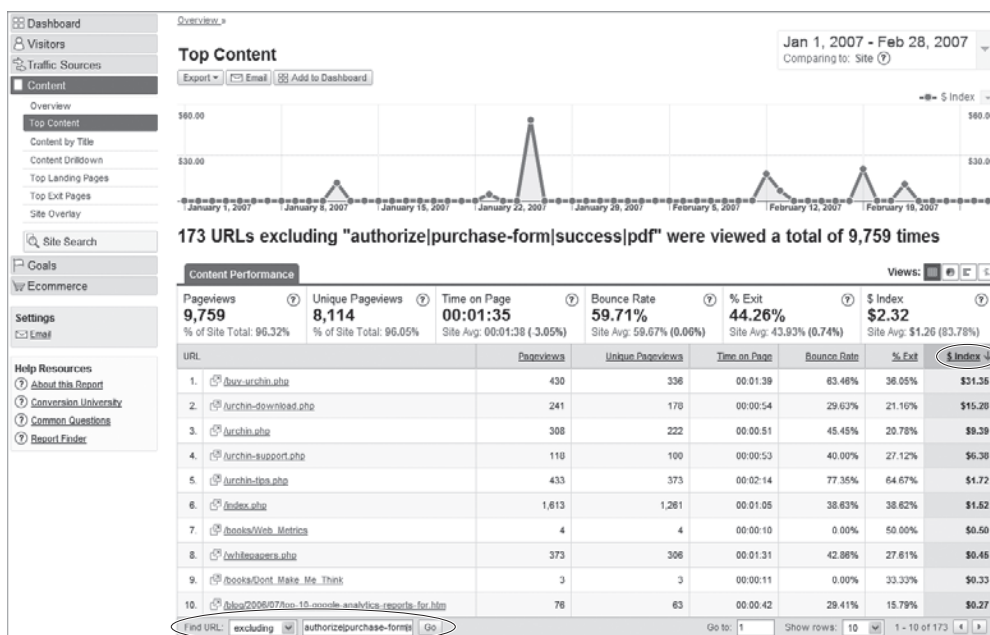 Dashboard
Visitors
Traffic Sources
Content
Overview
Top Content
Content by Title
Content Drilldown
Top Landing Pages
Top Exit Pages
Site Overlay
Site Search
Goals
Ecommerce
Settings
Email
Help Resources
About this Report
Conversion University
Common Questions
Report Finder
Overview »
Top Content
Jan 1, 2007 - Feb 28, 2007
Comparing to: Site
Export Email Add to Dashboard
$ Index
$60.00 $60.0
$30.00 $30.0
January 1, 2007 January 8, 2007 January 15, 2007 January 22, 2007 January 29, 2007 February 5, 2007 February 12, 2007 February 19, 2007
173 URLs excluding "authorize|purchase-form|success|pdf" were viewed a total of 9,759 times
Content Performance Views:
Pageviews Unique Pageviews Time on Page Bounce Rate % Exit $ Index
9,759 8,114 00:01:35 59.71% 44.26% $2.32
% of Site Total: 96.32% % of Site Total: 96.05% Site Avg: 00:01:38 (-3.05%) Site Avg: 59.67% (0.06%) Site Avg: 43.93% (0.74%) Site Avg: $1.26 (83.78%)
URL Pageviews Unique Pageviews Time on Page Bounce Rate % Exit $ Index
1. /buy-urchin.php 430 336 00:01:39 63.46% 36.05% $31.35
2. /urchin-download.php 241 178 00:00:54 29.63% 21.16% $15.28
3. /urchin.php 308 222 00:00:51 45.45% 20.78% $9.39
4. /urchin-support.php 118 100 00:00:53 40.00% 27.12% $6.38
5. /urchin-tips.php 433 373 00:02:14 77.35% 64.67% $1.72
6. /index.php 1,613 1,261 00:01:05 38.63% 38.62% $1.52
7. /books/Web_Metrics 4 4 00:00:10 0.00% 50.00% $0.50
8. /whitepapers.php 373 306 00:01:31 42.86% 27.61% $0.45
9. /books/Dont_Make_Me_Think 3 3 00:00:11 0.00% 33.33% $0.33
10. /blog/2006/07/top-10-google-analytics-reports-for.htm 76 63 00:00:42 29.41% 15.79% $0.27
Find URL: excluding authorize|purchase-form|s Go Go to: 1 Show rows: 10 1 - 10 of 173